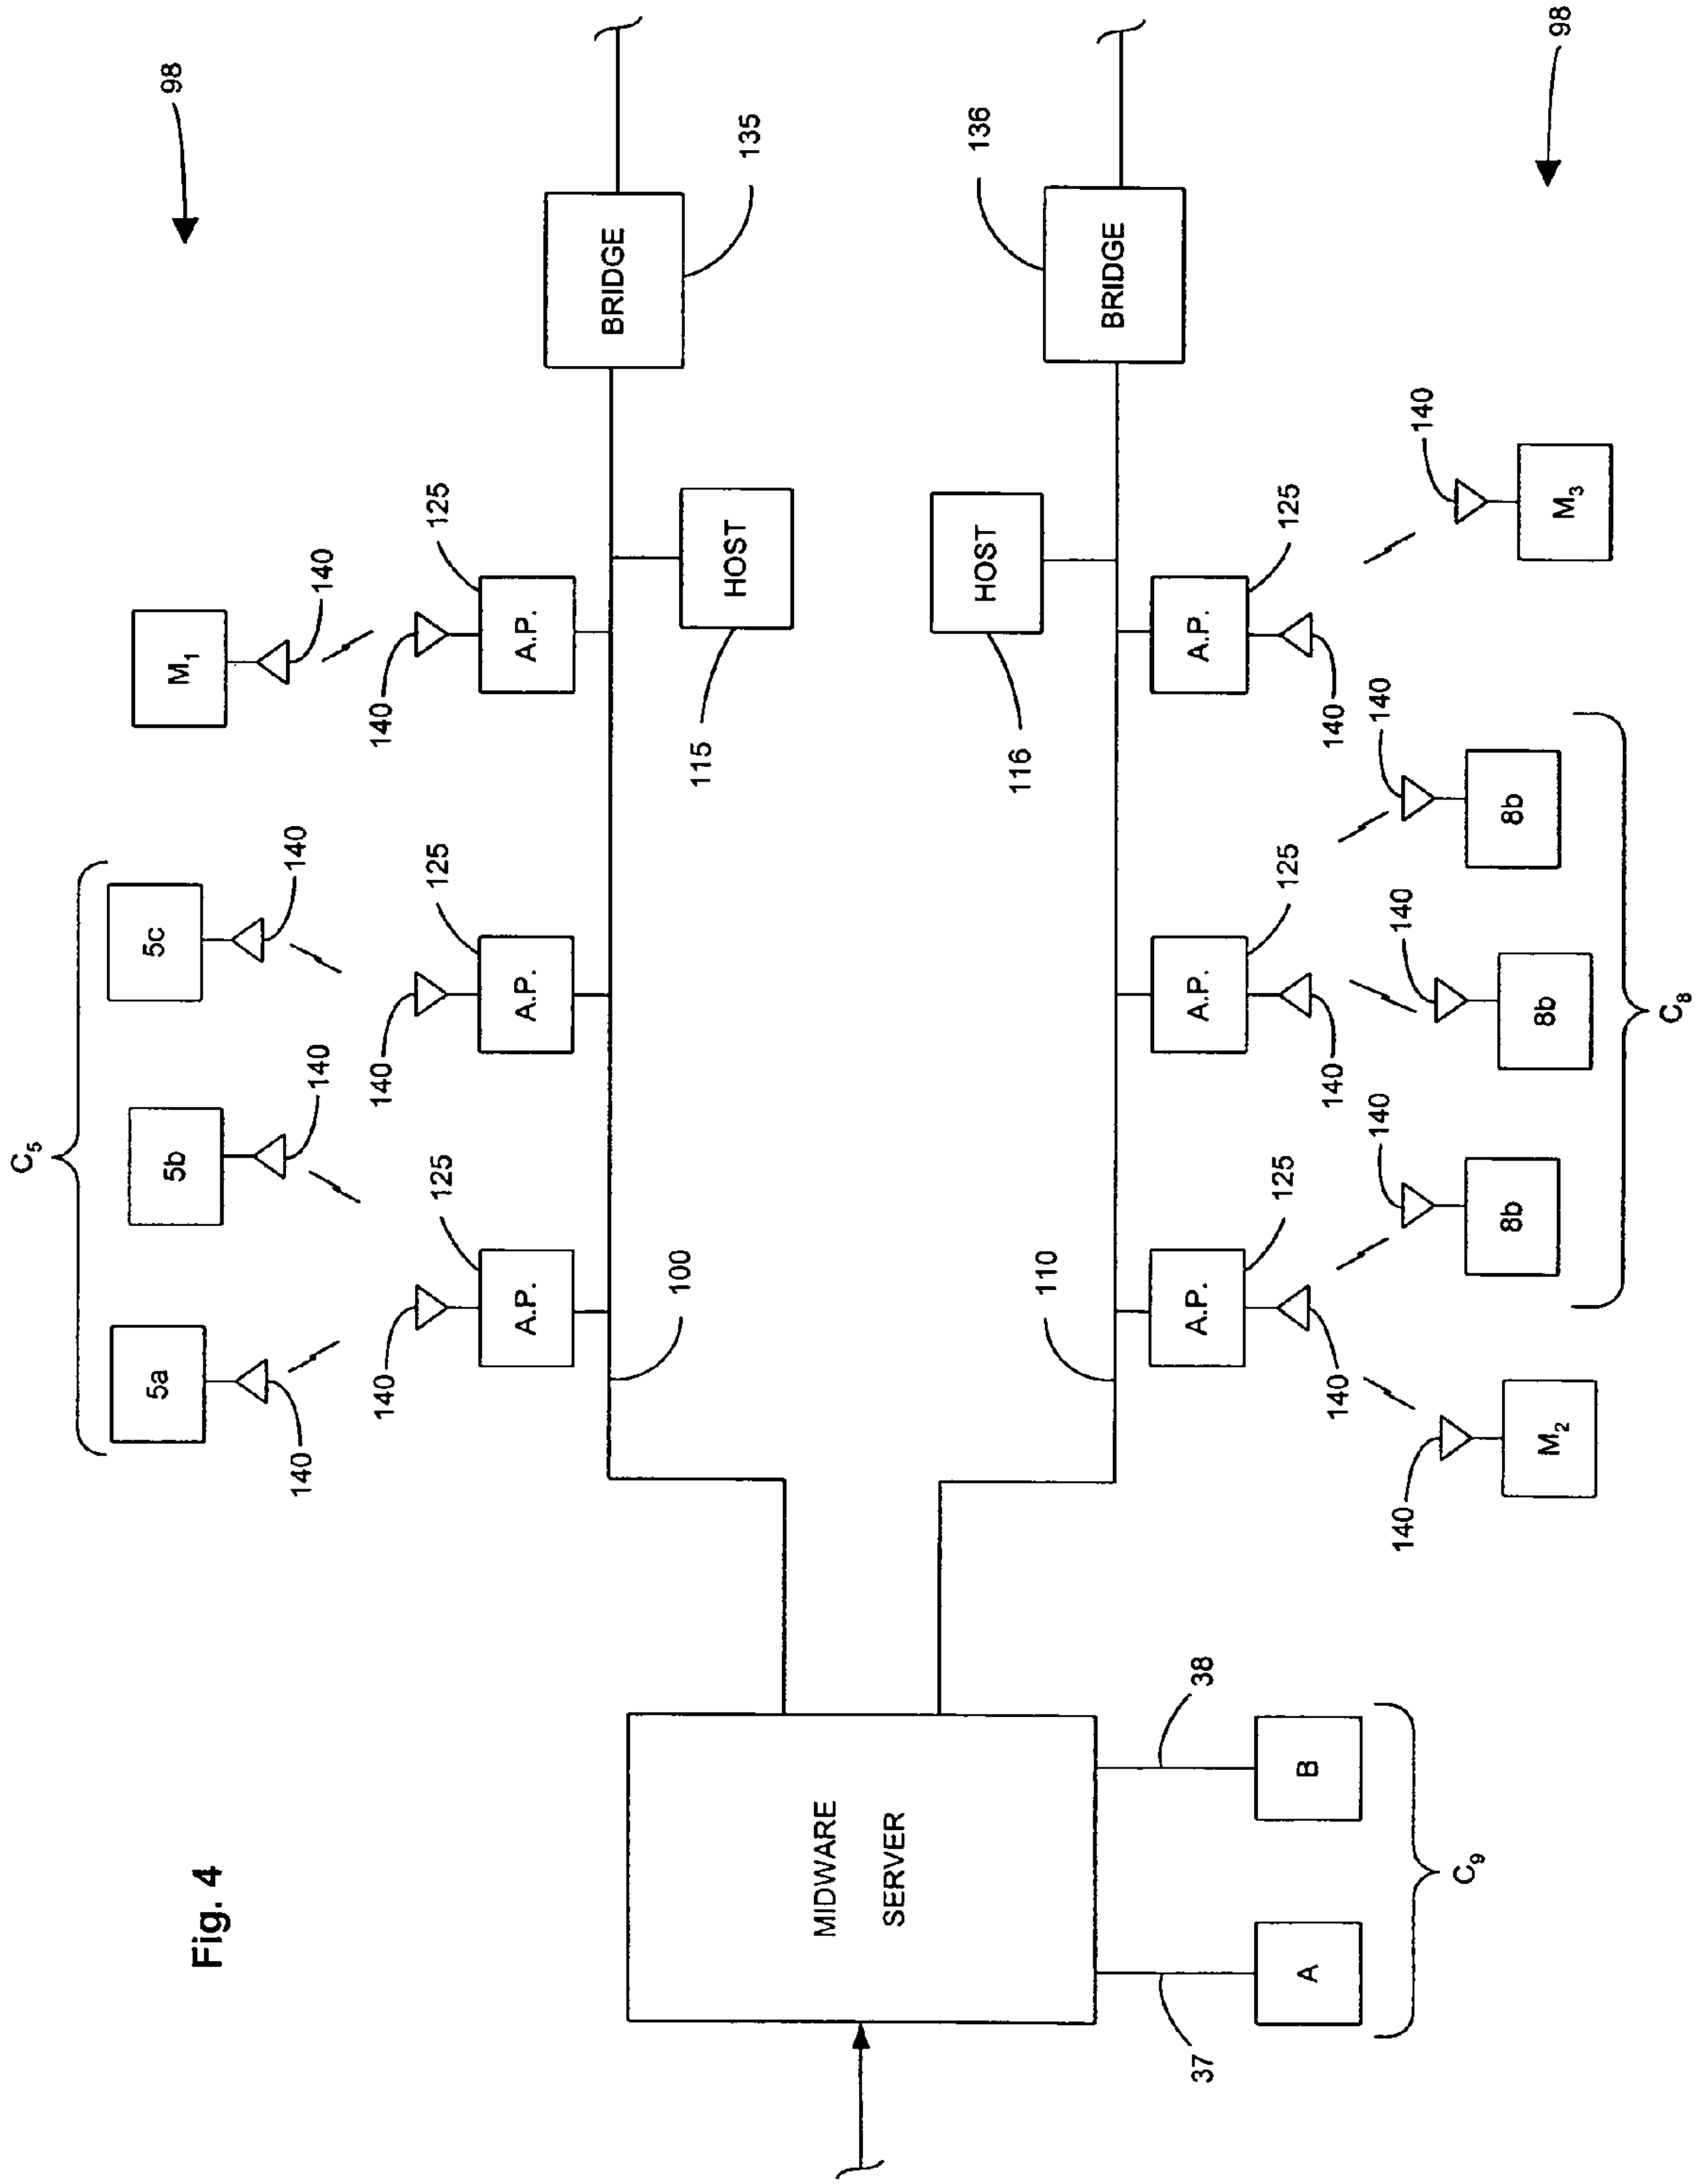 C5
98
5a
5b
5c
M1
Fig. 4
140
140
140
140
140
140
140
125
125
125
A.P.
A.P.
A.P.
BRIDGE
100
115
HOST
135
MIDWARE
SERVER
HOST
136
116
110
BRIDGE
A.P.
A.P.
A.P.
37
38
125
125
125
A
B
140
140
140
140
140
140
140
140
C9
M2
8b
8b
8b
M3
98
C8